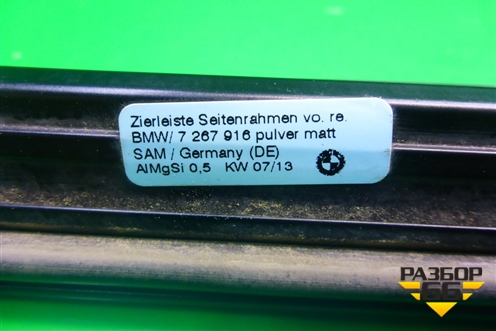 Zierleiste Seitenrahmen vo. re.
BMW/ 7 267 916 pulver matt
SAM / Germany (DE)
AlMgSi 0,5 KW 07/13
РАЗБОР
66